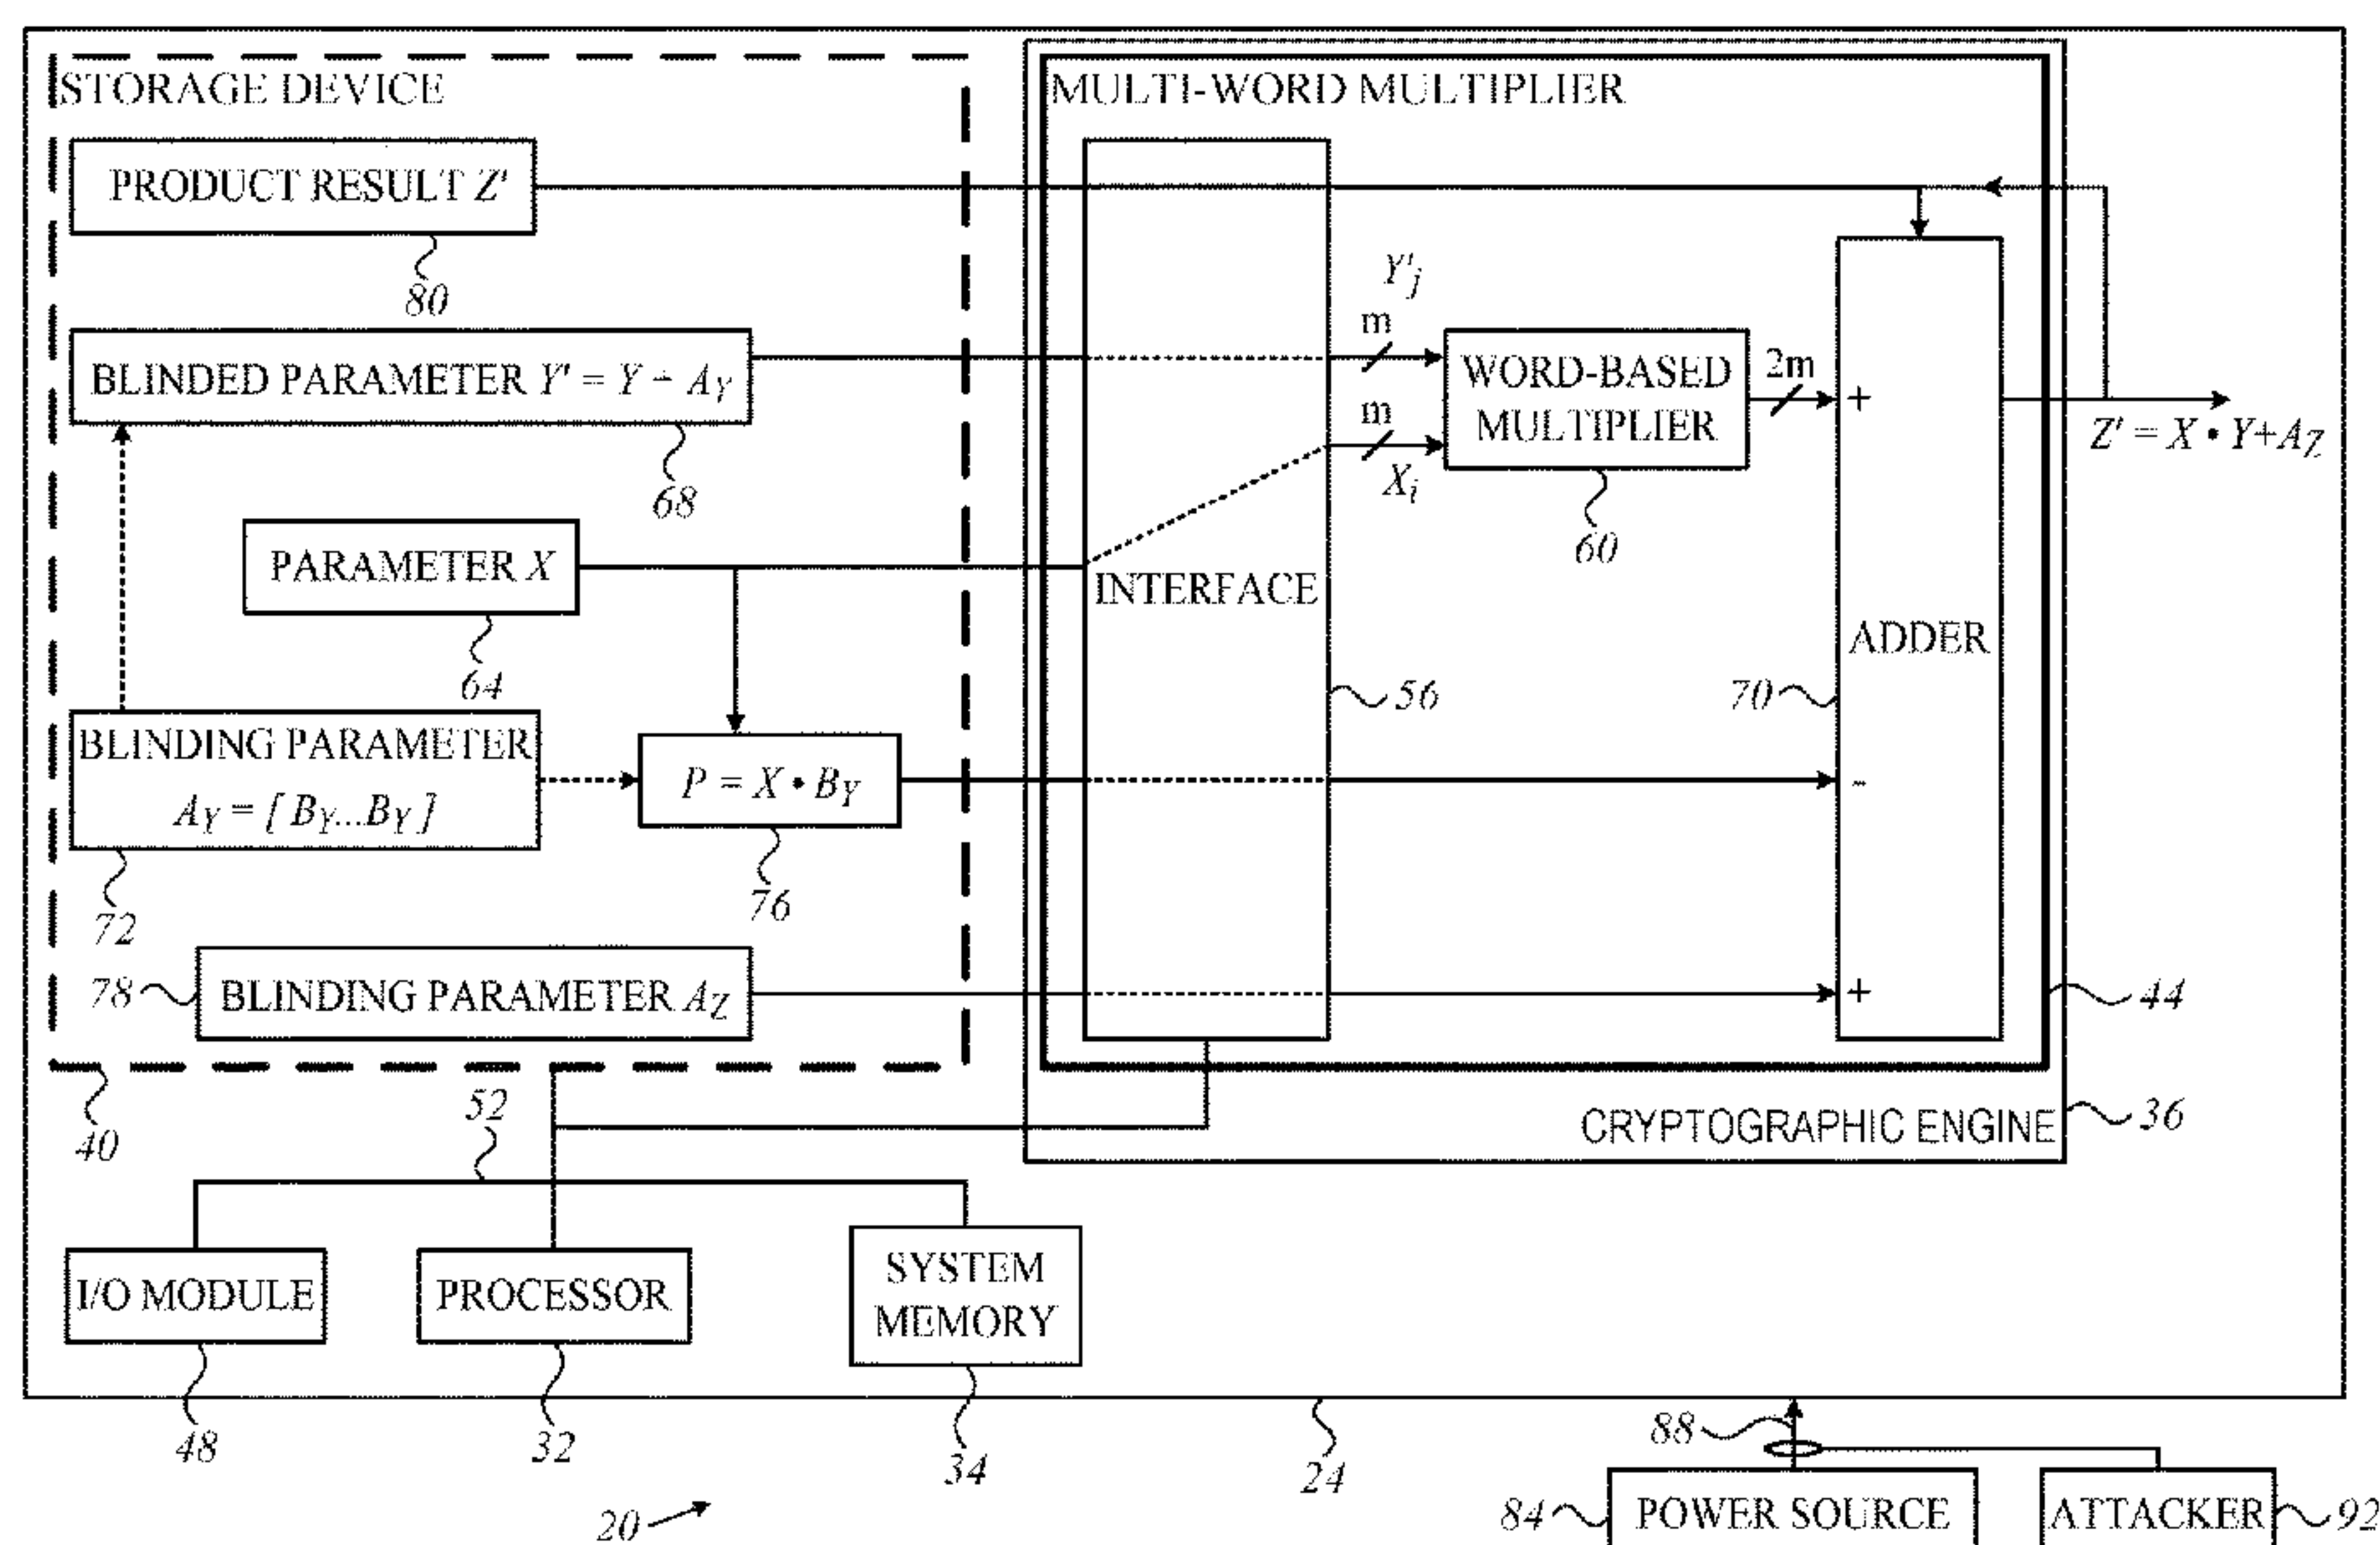 STORAGE DEVICE
MULTI-WORD MULTIPLIER
PRODUCT RESULT Z'
80
Y'j
m
BLINDED PARAMETER Y' = Y + AY
68
WORD-BASED
MULTIPLIER
2m
+
m
Xi
60
Z' = X • Y+AZ
PARAMETER X
64
INTERFACE
56
ADDER
70
BLINDING PARAMETER
AY = [ BY...BY ]
72
P = X • BY
76
-
78
BLINDING PARAMETER AZ
+
44
40
52
CRYPTOGRAPHIC ENGINE
36
I/O MODULE
48
PROCESSOR
32
SYSTEM
MEMORY
34
24
88
20
84
POWER SOURCE
ATTACKER
92